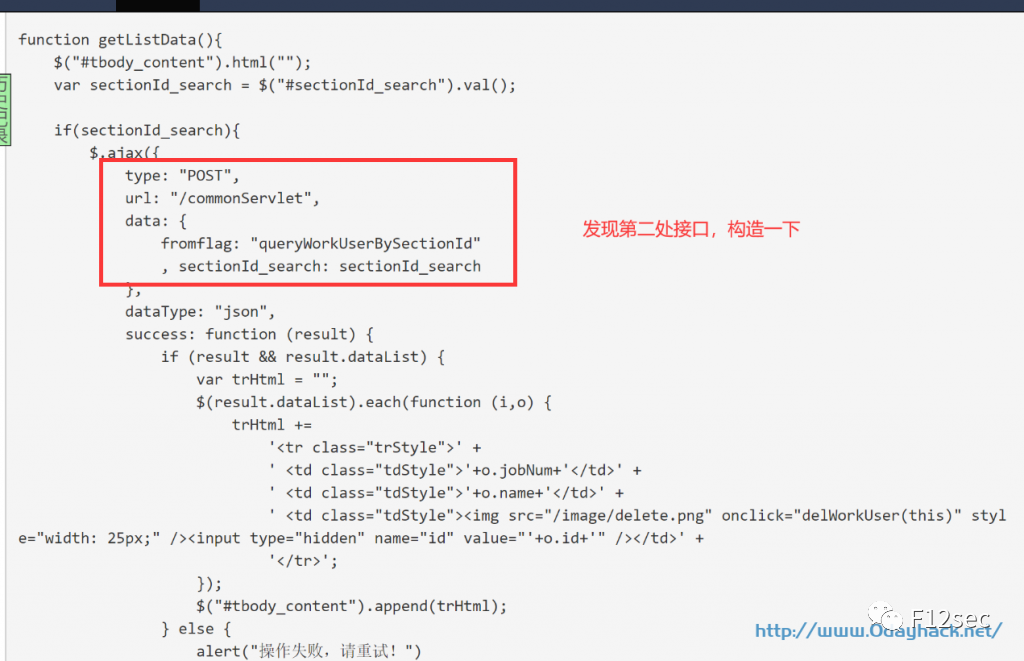 function getListData(){
$("#tbody_content").html("");
var sectionId_search = $("#sectionId_search").val();
if(sectionId_search){
$.ajax({
type: "POST",
url: "/commonServlet",
data: {
fromflag: "queryWorkUserBySectionId"
, sectionId_search: sectionId_search
},
发现第二处接口，构造一下
dataType: "json",
success: function (result) {
if (result && result.dataList) {
var trHtml = "";
$(result.dataList).each(function (i,o) {
trHtml +=
'<tr class="trStyle">' +
' <td class="tdStyle">'+o.jobNum+'</td>' +
' <td class="tdStyle">'+o.name+'</td>' +
' <td class="tdStyle"><img src="/image/delete.png" onclick="delWorkUser(this)" styl
e="width: 25px;" /><input type="hidden" name="id" value="'+o.id+'" /></td>' +
'</tr>';
});
$("#tbody_content").append(trHtml);
} else {
alert("操作失败，请重试！")
F12sec
http://www.0dayhack.net/